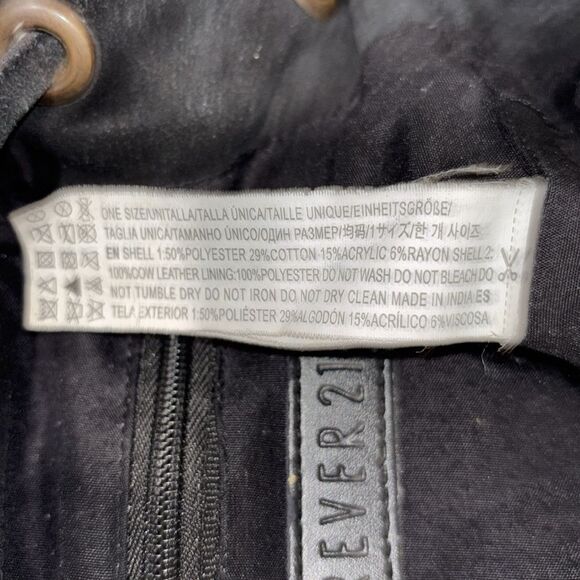 ONE SIZE/UNITALLA/TALLA ÚNICA/TAILLE UNIQUE/EINHEITSGRÖßE/
TAGLIA UNICA/TAMANHO ÚNICO/ОДИН РАЗМЕР/均码/1サイズ/한 개 사이즈
EN SHELL 1:50%POLYESTER 29%COTTON 15%ACRYLIC 6%RAYON SHELL 2:
100%COW LEATHER LINING:100%POLYESTER DO NOT WASH DO NOT BLEACH DO
NOT TUMBLE DRY DO NOT IRON DO NOT DRY CLEAN MADE IN INDIA ES
TELA EXTERIOR 1:50%POLIÉSTER 29%ALGODÓN 15%ACRÍLICO 6%VISCOSA
REVER 21